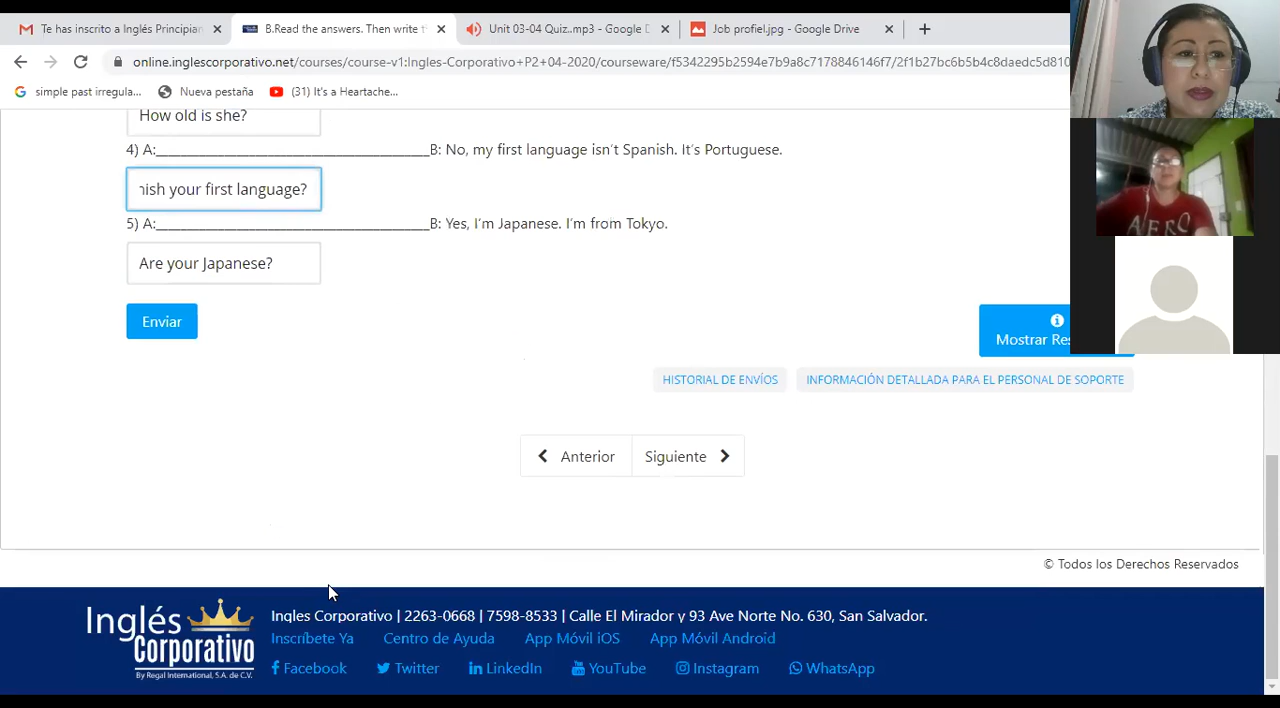 Te has inscrito a Inglés Principian
B.Read the answers. Then write t
Unit 03-04 Quiz..mp3 - Google D
Job profiel.jpg - Google Drive
online.inglescorporativo.net/courses/course-v1:Ingles-Corporativo+P2+04-2020/courseware/f5342295b2594e7b9a8c7178846146f7/2f1b27bc6b5b4c8daedc5d810
simple past irregula...
Nueva pestaña
(31) It's a Heartache...
How old is she?
4) A:________________________________________B: No, my first language isn't Spanish. It's Portuguese.
nish your first language?
5) A:________________________________________B: Yes, I'm Japanese. I'm from Tokyo.
Are your Japanese?
Enviar
Mostrar Res
HISTORIAL DE ENVÍOS
INFORMACIÓN DETALLADA PARA EL PERSONAL DE SOPORTE
Anterior
Siguiente
© Todos los Derechos Reservados
Inglés Corporativo
By Regal International, S.A. de C.V.
Ingles Corporativo | 2263-0668 | 7598-8533 | Calle El Mirador y 93 Ave Norte No. 630, San Salvador.
Inscríbete Ya
Centro de Ayuda
App Móvil iOS
App Móvil Android
Facebook
Twitter
LinkedIn
YouTube
Instagram
WhatsApp
AERO